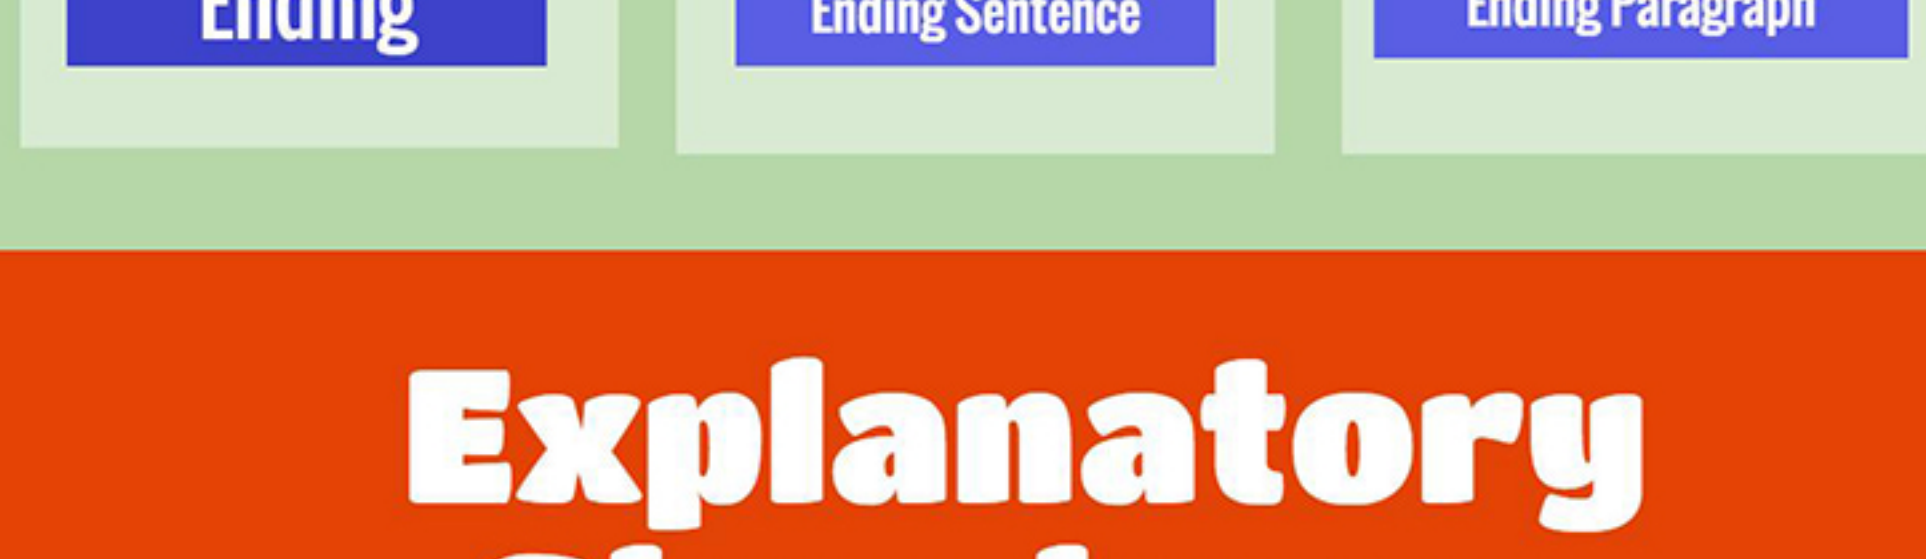 Ending
Ending Sentence
Ending Paragraph
Explanatory